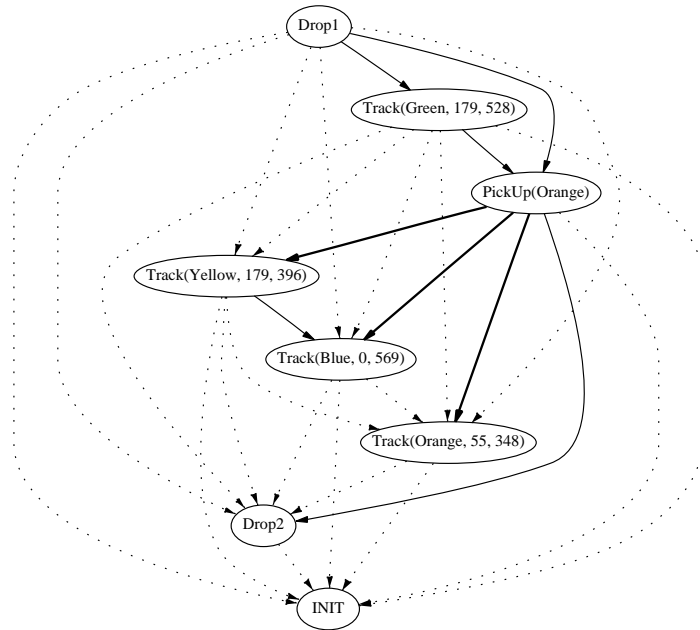 Drop1
Track(Green, 179, 528)
PickUp(Orange)
Track(Yellow, 179, 396)
Track(Blue, 0, 569)
Track(Orange, 55, 348)
Drop2
INIT